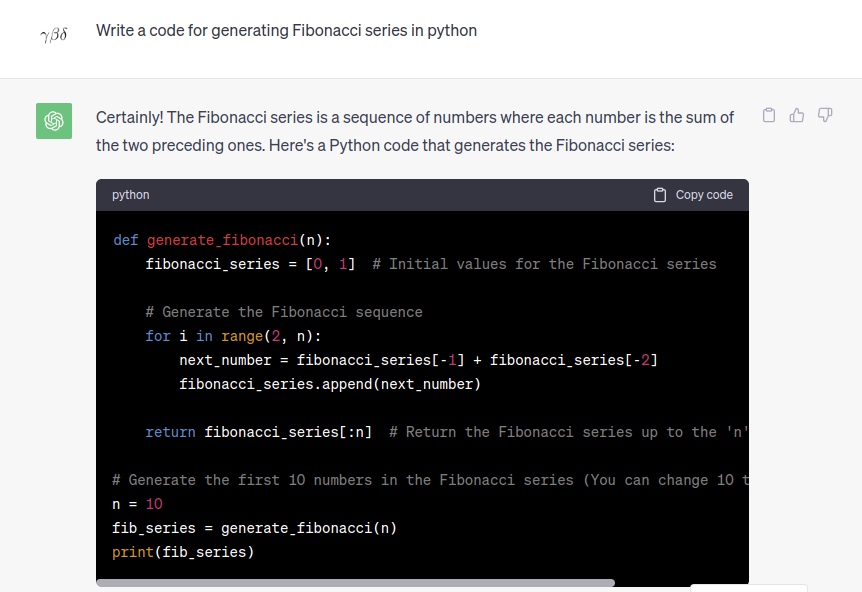 γβδ
Write a code for generating Fibonacci series in python
Certainly! The Fibonacci series is a sequence of numbers where each number is the sum of
the two preceding ones. Here's a Python code that generates the Fibonacci series:
python Copy code
def generate_fibonacci(n):
    fibonacci_series = [0, 1]  # Initial values for the Fibonacci series
    # Generate the Fibonacci sequence
    for i in range(2, n):
        next_number = fibonacci_series[-1] + fibonacci_series[-2]
        fibonacci_series.append(next_number)
    return fibonacci_series[:n]  # Return the Fibonacci series up to the 'n'
# Generate the first 10 numbers in the Fibonacci series (You can change 10
n = 10
fib_series = generate_fibonacci(n)
print(fib_series)